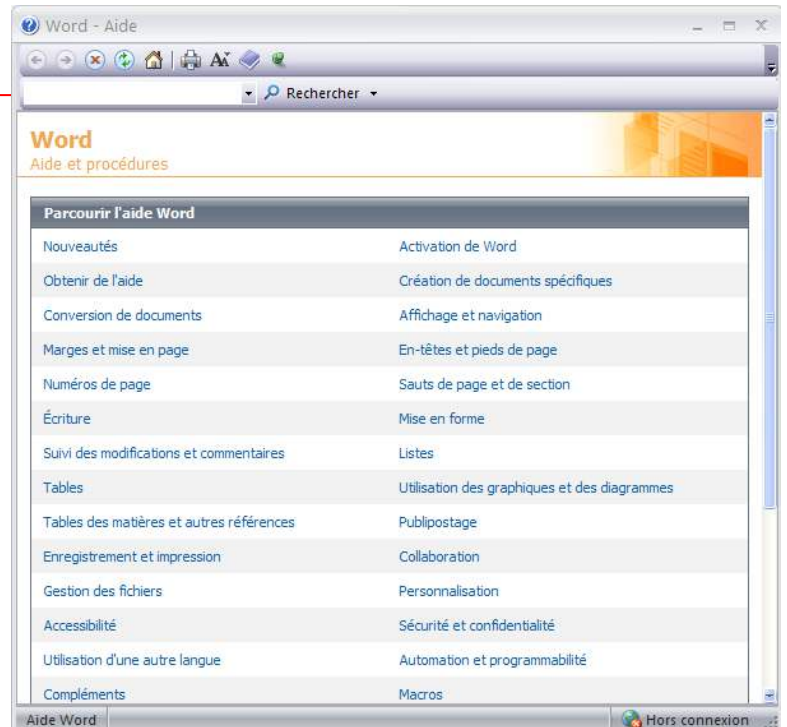 Word - Aide
Rechercher
Word
Aide et procédures
Parcourir l'aide Word
Nouveautés Activation de Word
Obtenir de l'aide Création de documents spécifiques
Conversion de documents Affichage et navigation
Marges et mise en page En-têtes et pieds de page
Numéros de page Sauts de page et de section
Écriture Mise en forme
Suivi des modifications et commentaires Listes
Tables Utilisation des graphiques et des diagrammes
Tables des matières et autres références Publipostage
Enregistrement et impression Collaboration
Gestion des fichiers Personnalisation
Accessibilité Sécurité et confidentialité
Utilisation d'une autre langue Automation et programmabilité
Compléments Macros
Aide Word Hors connexion